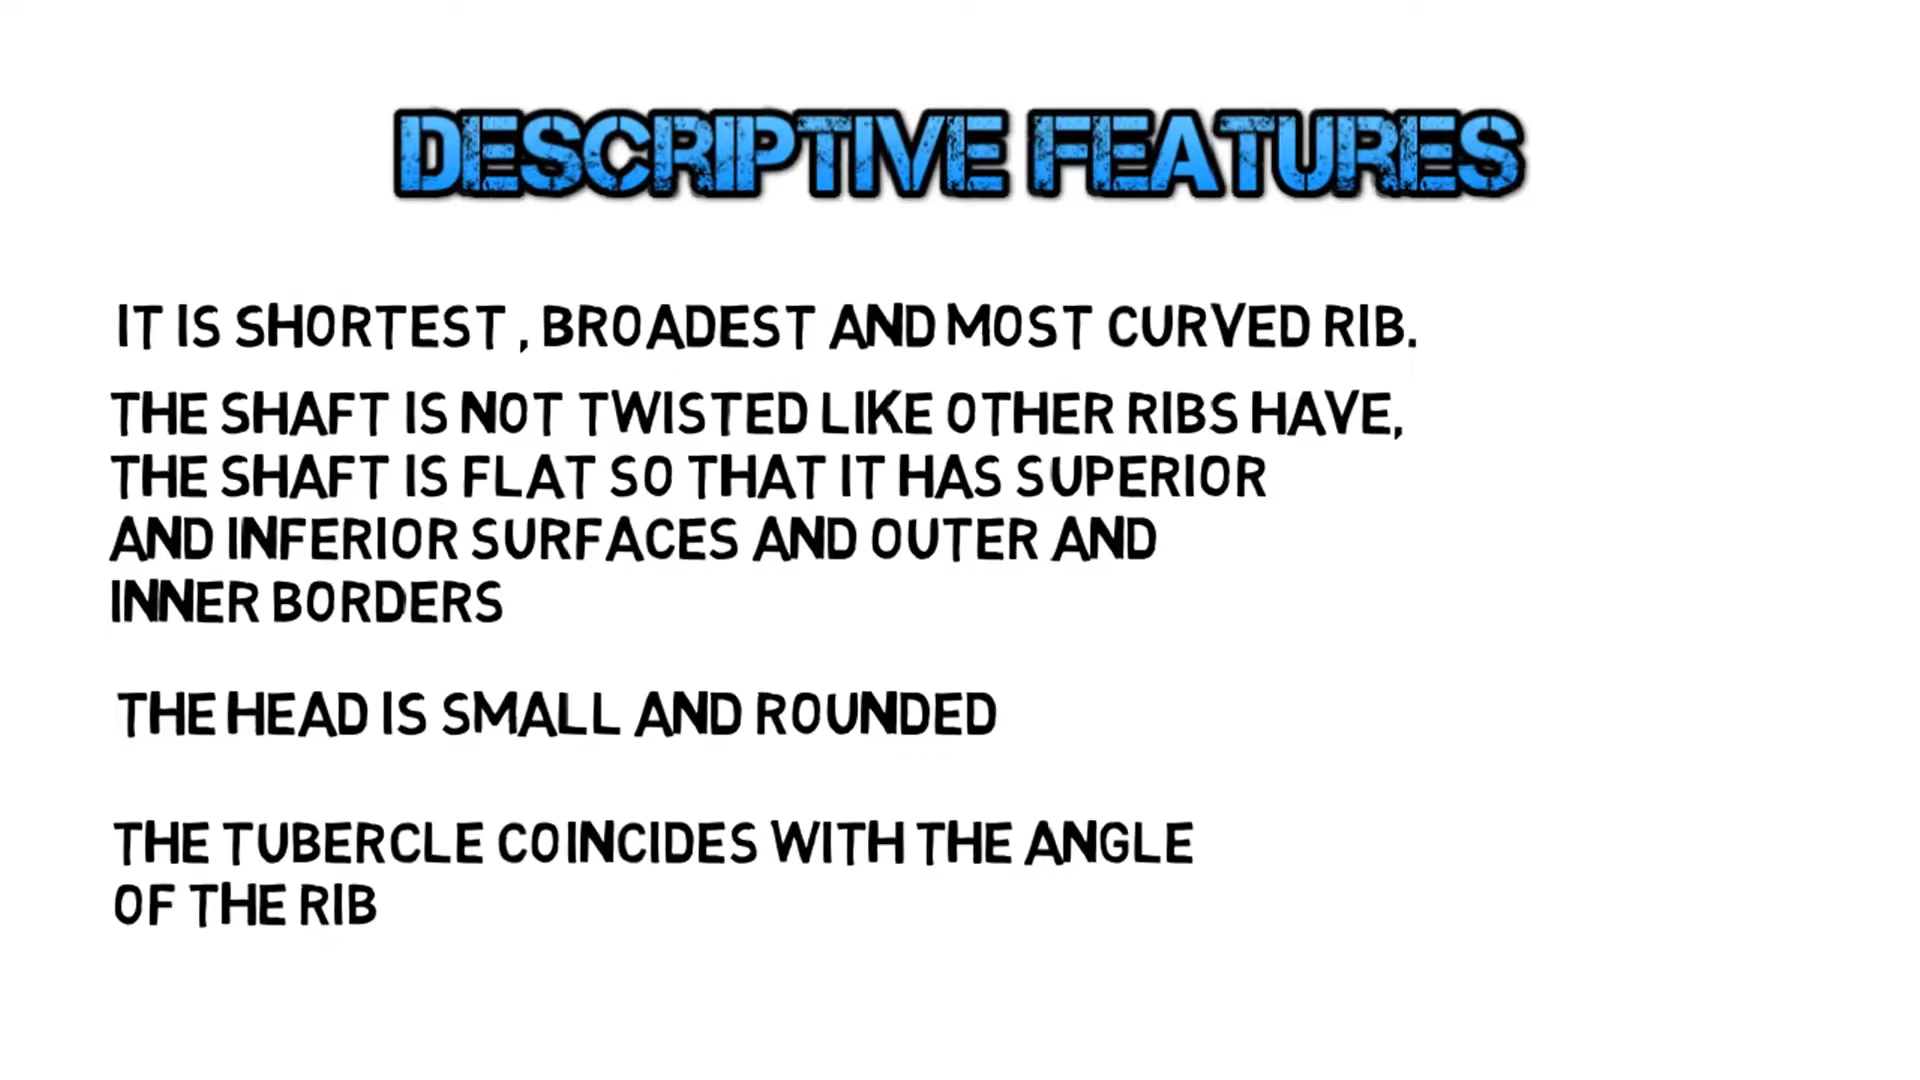 DESCRIPTIVE FEATURES
IT IS SHORTEST , BROADEST AND MOST CURVED RIB.
THE SHAFT IS NOT TWISTED LIKE OTHER RIBS HAVE,
THE SHAFT IS FLAT SO THAT IT HAS SUPERIOR
AND INFERIOR SURFACES AND OUTER AND
INNER BORDERS
THE HEAD IS SMALL AND ROUNDED
THE TUBERCLE COINCIDES WITH THE ANGLE
OF THE RIB